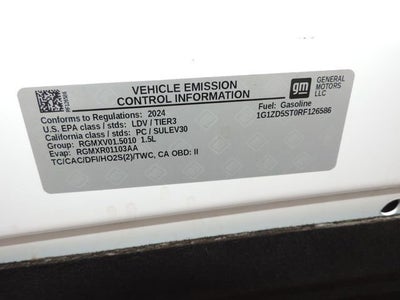 VEHICLE EMISSION
CONTROL INFORMATION
gm
GENERAL
MOTORS
LLC
Conforms to Regulations: 2024
U.S. EPA class / stds: LDV / TIER3
California class / stds: PC / SULEV30
Group: RGMXV01.5010 1.5L
Evap: RGMXR01103AA
TC/CAC/DFI/HO2S(2)/TWC, CA OBD: II
Fuel: Gasoline
1G1ZD5ST0RF126586